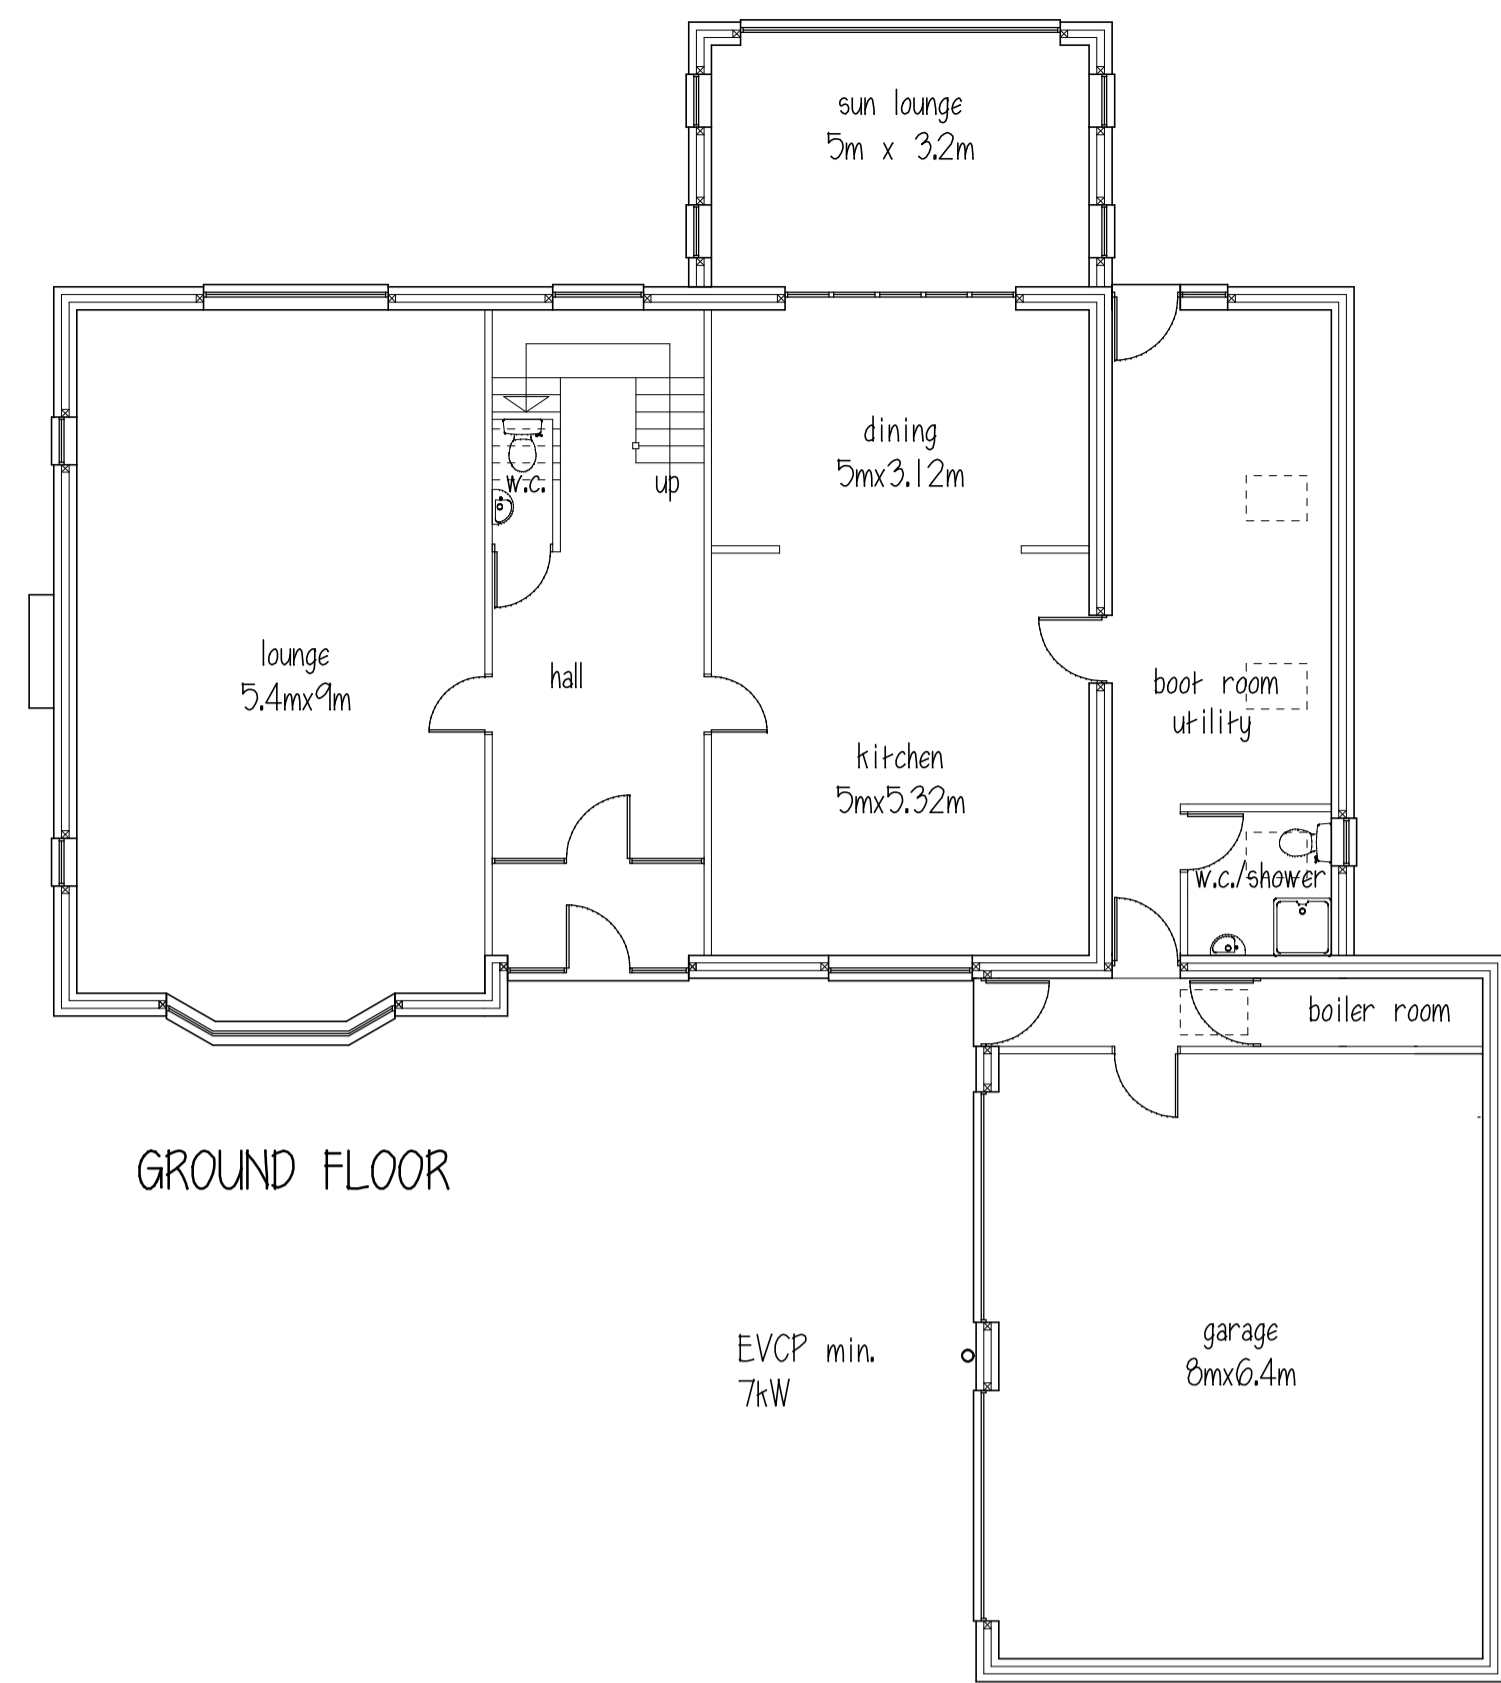 sun lounge
5m x 3.2m
dining
5mx3.12m
w.c.
up
lounge
5.4mx9m
hall
boot room
utility
kitchen
5mx5.32m
w.c./shower
boiler room
GROUND FLOOR
EVCP min.
7kW
garage
8mx6.4m